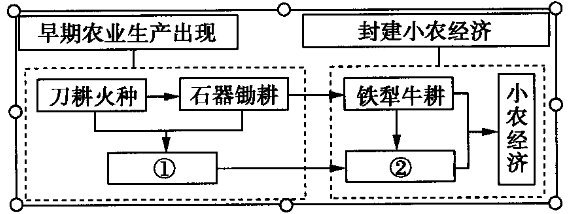 早期农业生产出现
封建小农经济
刀耕火种
石器锄耕
铁犁牛耕
小农经济
①
②